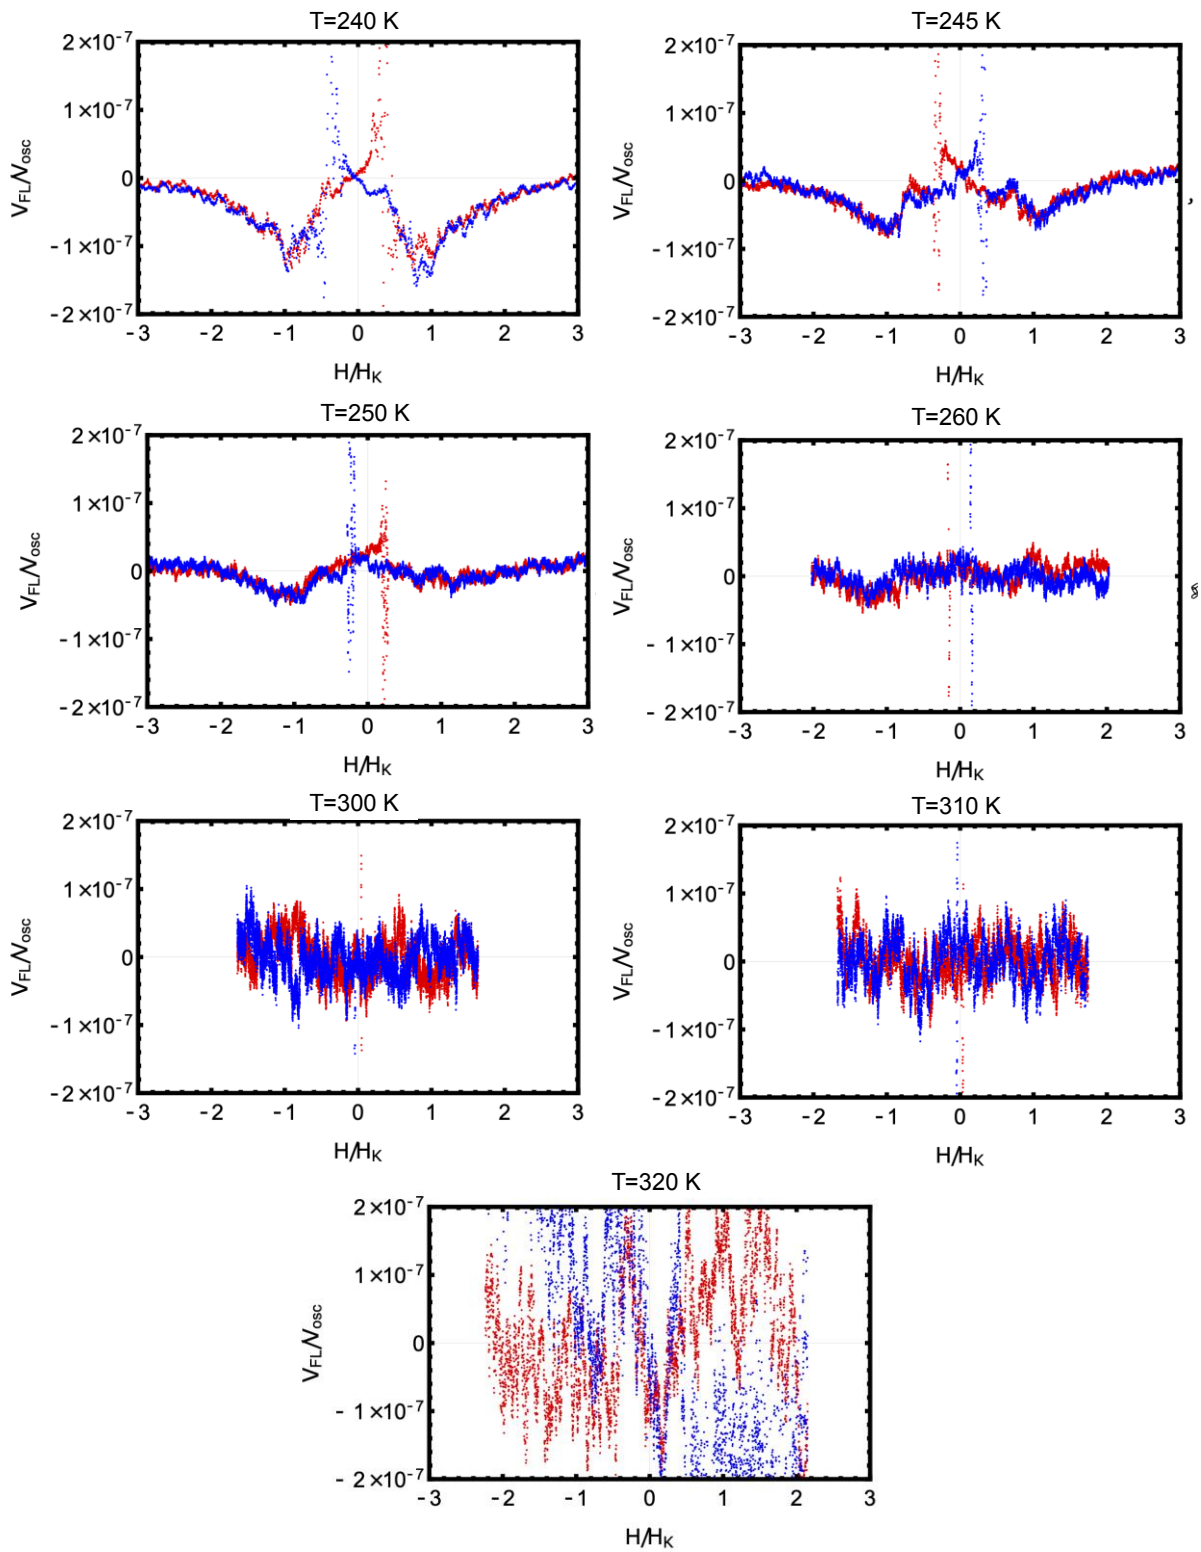 T=240 K
2×10⁻⁷
1×10⁻⁷
0
-1×10⁻⁷
-2×10⁻⁷
V_FL/V_osc
-3 -2 -1 0 1 2 3
H/H_K
T=245 K
2×10⁻⁷
1×10⁻⁷
0
-1×10⁻⁷
-2×10⁻⁷
V_FL/V_osc
-3 -2 -1 0 1 2 3
H/H_K
,
T=250 K
2×10⁻⁷
1×10⁻⁷
0
-1×10⁻⁷
-2×10⁻⁷
V_FL/V_osc
-3 -2 -1 0 1 2 3
H/H_K
T=260 K
2×10⁻⁷
1×10⁻⁷
0
- 1×10⁻⁷
- 2×10⁻⁷
V_FL/V_osc
-3 -2 -1 0 1 2 3
H/H_K
T=300 K
2×10⁻⁷
1×10⁻⁷
0
-1×10⁻⁷
-2×10⁻⁷
V_FL/V_osc
-3 -2 -1 0 1 2 3
H/H_K
T=310 K
2×10⁻⁷
1×10⁻⁷
0
-1×10⁻⁷
-2×10⁻⁷
V_FL/V_osc
-3 -2 -1 0 1 2 3
H/H_K
T=320 K
2×10⁻⁷
1×10⁻⁷
0
- 1×10⁻⁷
- 2×10⁻⁷
V_FL/V_osc
-3 -2 -1 0 1 2 3
H/H_K